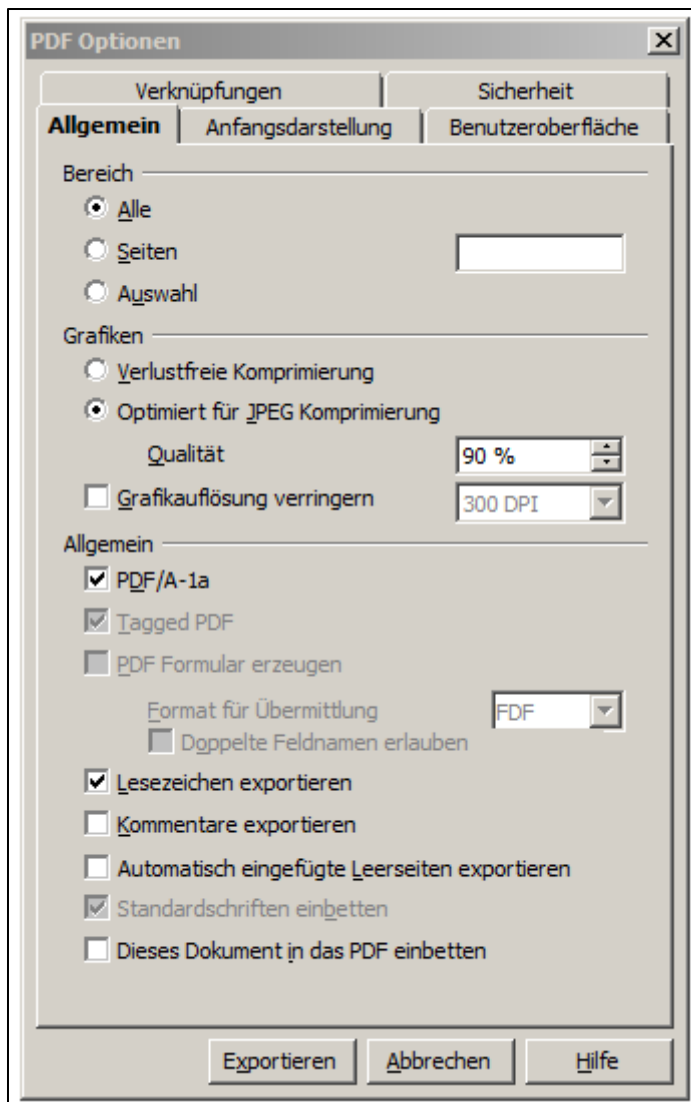 PDF Optionen
Verknüpfungen Sicherheit
Allgemein Anfangsdarstellung Benutzeroberfläche
Bereich
Alle
Seiten
Auswahl
Grafiken
Verlustfreie Komprimierung
Optimiert für JPEG Komprimierung
Qualität 90 %
Grafikauflösung verringern 300 DPI
Allgemein
PDF/A-1a
Tagged PDF
PDF Formular erzeugen
Format für Übermittlung FDF
Doppelte Feldnamen erlauben
Lesezeichen exportieren
Kommentare exportieren
Automatisch eingefügte Leerseiten exportieren
Standardschriften einbetten
Dieses Dokument in das PDF einbetten
Exportieren Abbrechen Hilfe